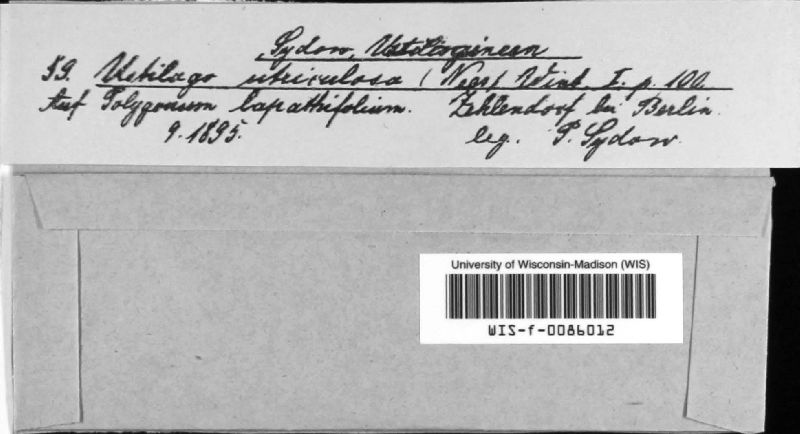 Sydow, Ustilagineen
59. Ustilago utriculosa (Nees) Wint. I. p. 100.
Auf Polygonum lapathifolium. Zehlendorf bei Berlin.
9. 1895. leg. P. Sydow.
University of Wisconsin-Madison (WIS)
WIS-f-0086012